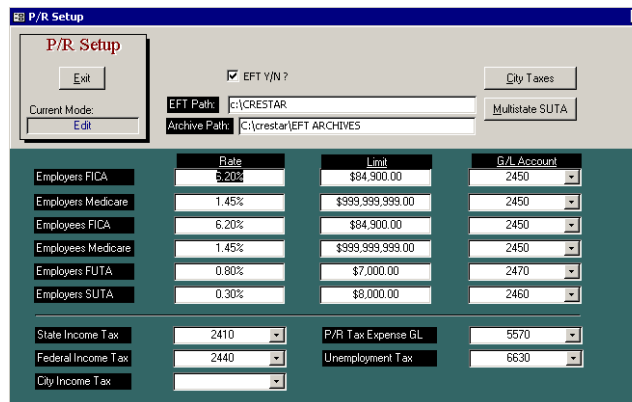 P/R Setup
P/R Setup
Exit
Current Mode:
Edit
EFT Y/N ?
EFT Path: c:\CRESTAR
Archive Path: C:\crestar\EFT ARCHIVES
City Taxes
Multistate SUTA
Rate Limit G/L Account
Employers FICA 6.20% $84,900.00 2450
Employers Medicare 1.45% $999,999,999.00 2450
Employees FICA 6.20% $84,900.00 2450
Employees Medicare 1.45% $999,999,999.00 2450
Employers FUTA 0.80% $7,000.00 2470
Employers SUTA 0.30% $8,000.00 2460
State Income Tax 2410 P/R Tax Expense GL 5570
Federal Income Tax 2440 Unemployment Tax 6630
City Income Tax